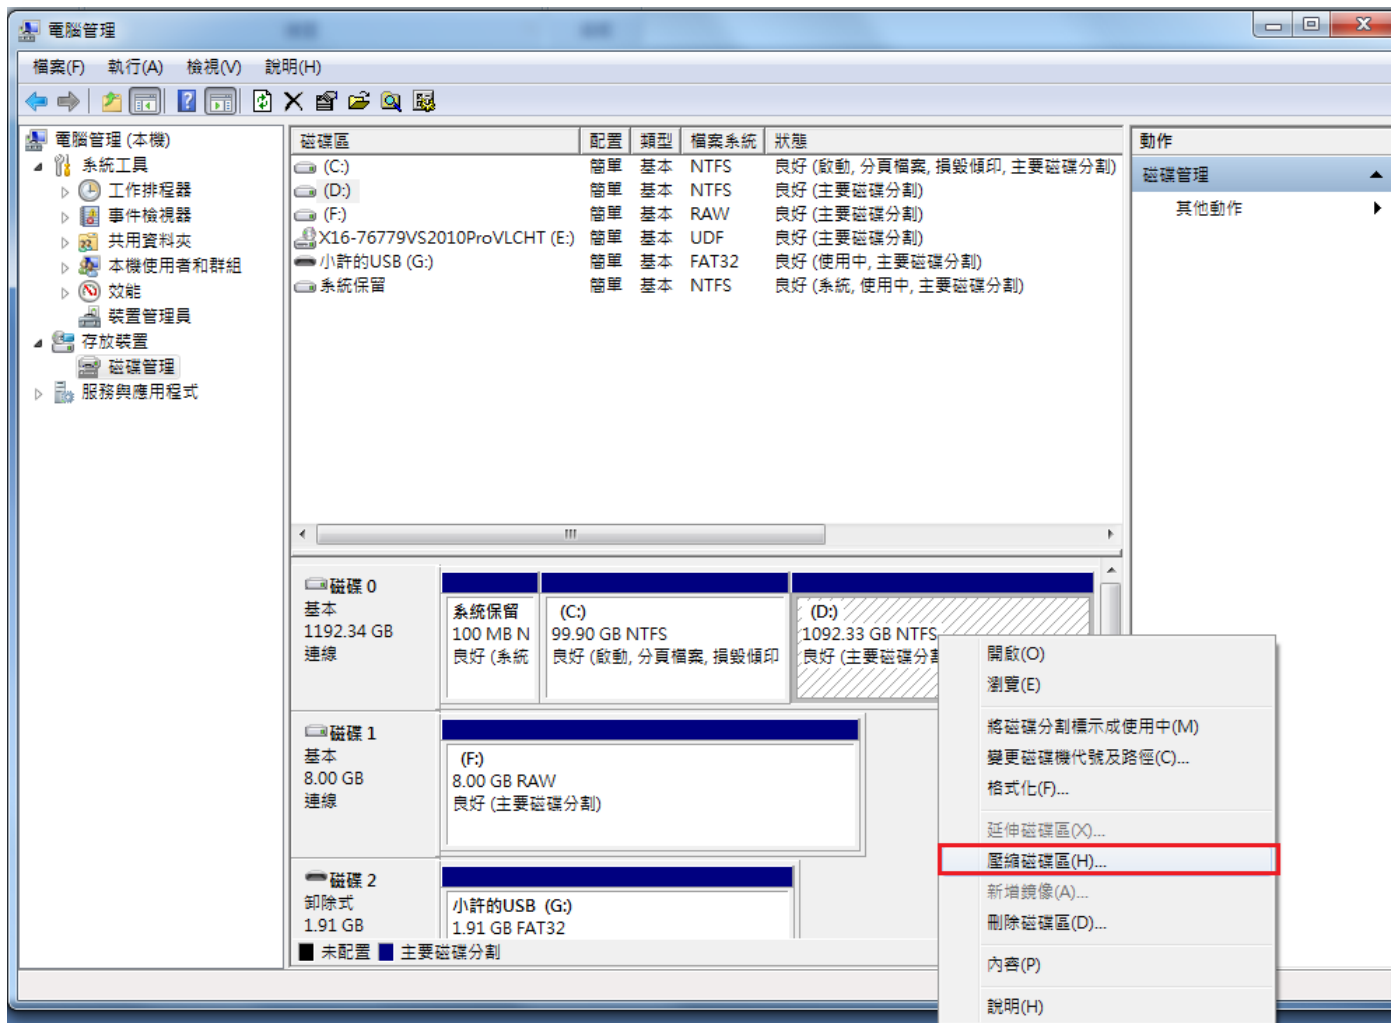 電腦管理
檔案(F) 執行(A) 檢視(V) 說明(H)
電腦管理 (本機)
系統工具
工作排程器
事件檢視器
共用資料夾
本機使用者和群組
效能
裝置管理員
存放裝置
磁碟管理
服務與應用程式
磁碟區 配置 類型 檔案系統 狀態
(C:) 簡單 基本 NTFS 良好 (啟動, 分頁檔案, 損毀傾印, 主要磁碟分割)
(D:) 簡單 基本 NTFS 良好 (主要磁碟分割)
(F:) 簡單 基本 RAW 良好 (主要磁碟分割)
X16-76779VS2010ProVLCHT (E:) 簡單 基本 UDF 良好 (主要磁碟分割)
小許的USB (G:) 簡單 基本 FAT32 良好 (使用中, 主要磁碟分割)
系統保留 簡單 基本 NTFS 良好 (系統, 使用中, 主要磁碟分割)
動作
磁碟管理
其他動作
磁碟 0
基本
1192.34 GB
連線
系統保留
100 MB N
良好 (系統
(C:)
99.90 GB NTFS
良好 (啟動, 分頁檔案, 損毀傾印
(D:)
1092.33 GB NTFS
良好 (主要磁碟分
磁碟 1
基本
8.00 GB
連線
(F:)
8.00 GB RAW
良好 (主要磁碟分割)
磁碟 2
卸除式
1.91 GB
小許的USB (G:)
1.91 GB FAT32
未配置 主要磁碟分割
開啟(O)
瀏覽(E)
將磁碟分割標示成使用中(M)
變更磁碟機代號及路徑(C)...
格式化(F)...
延伸磁碟區(X)...
壓縮磁碟區(H)...
新增鏡像(A)...
刪除磁碟區(D)...
內容(P)
說明(H)